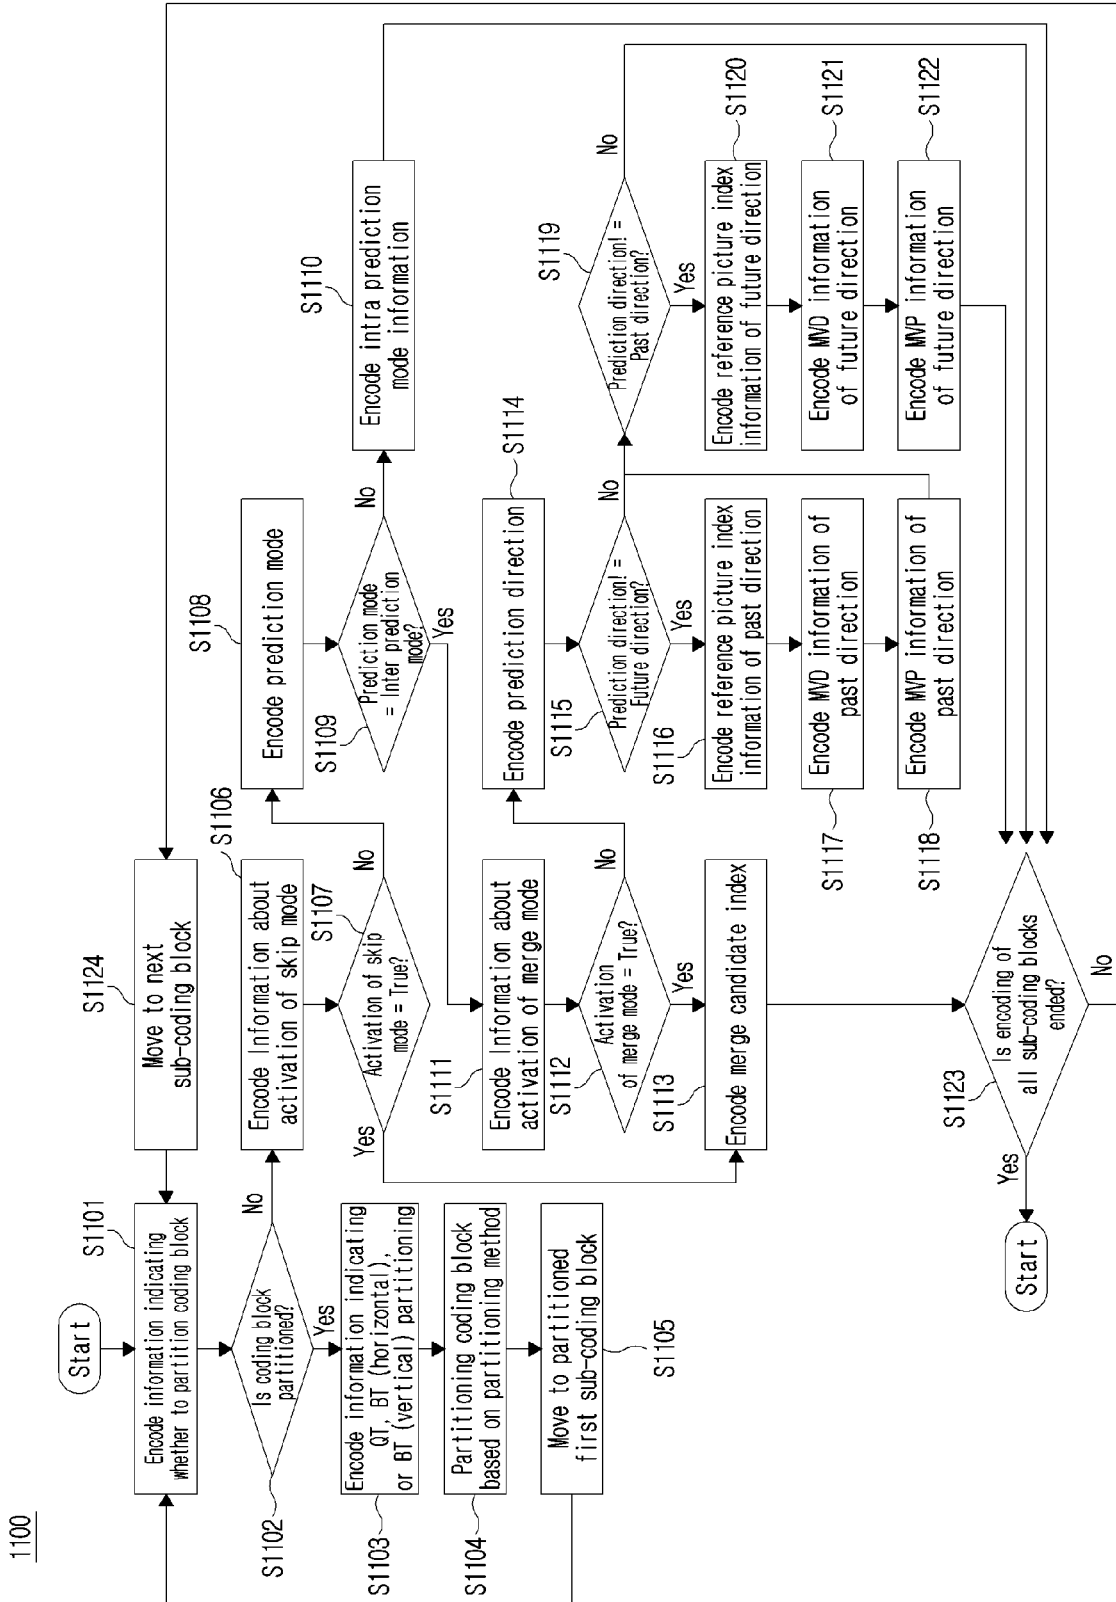 1100
Start
S1101
Encode information indicating
whether to partition coding block
S1124
Move to next
sub-coding block
S1102
Is coding block
partitioned?
No
Yes
S1103
Encode information indicating
QT, BT (horizontal),
or BT (vertical) partitioning
S1104
Partitioning coding block
based on partitioning method
S1105
Move to partitioned
first sub-coding block
S1106
Encode Information about
activation of skip mode
S1107
Activation of skip
mode = True?
No
Yes
S1108
Encode prediction mode
S1109
Prediction mode
= Inter prediction
mode?
No
Yes
S1110
Encode intra prediction
mode information
S1111
Encode Information about
activation of merge mode
S1112
Activation
of merge mode = True?
No
Yes
S1113
Encode merge candidate index
S1114
Encode prediction direction
S1115
Prediction direction! =
Future direction?
No
Yes
S1116
Encode reference picture index
information of past direction
S1117
Encode MVD information of
past direction
S1118
Encode MVP information of
past direction
S1119
Prediction direction! =
Past direction?
No
Yes
S1120
Encode reference picture index
information of future direction
S1121
Encode MVD information
of future direction
S1122
Encode MVP information
of future direction
S1123
Is encoding of
all sub-coding blocks
ended?
No
Yes
Start